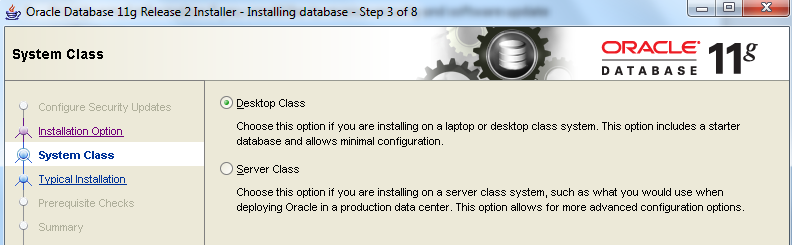 Oracle Database 11g Release 2 Installer - Installing database - Step 3 of 8
and software update
System Class
ORACLE
DATABASE 11g
Configure Security Updates
Installation Option
System Class
Typical Installation
Prerequisite Checks
Summary
Desktop Class
Choose this option if you are installing on a laptop or desktop class system. This option includes a starter
database and allows minimal configuration.
Server Class
Choose this option if you are installing on a server class system, such as what you would use when
deploying Oracle in a production data center. This option allows for more advanced configuration options.